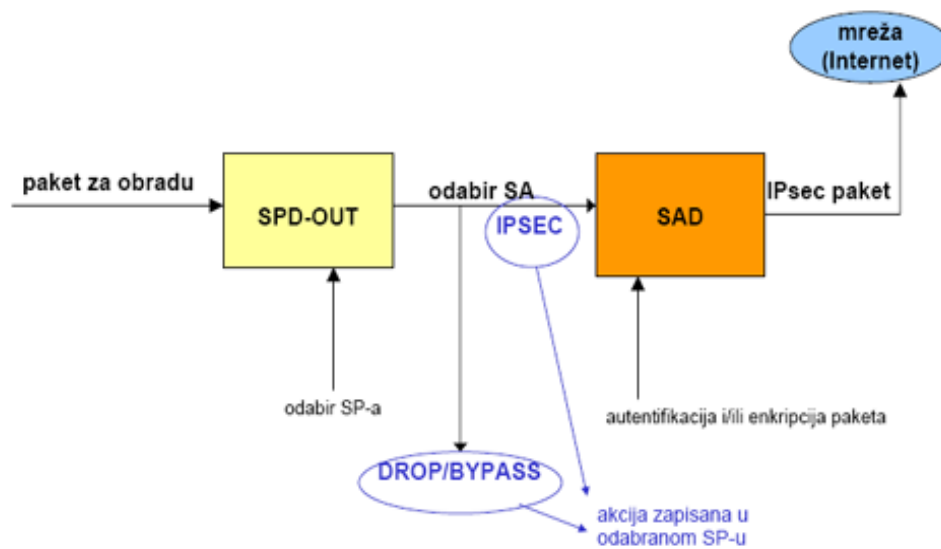 mreža
(Internet)
paket za obradu
SPD-OUT
odabir SA
IPSEC
SAD
IPsec paket
odabir SP-a
autentifikacija i/ili enkripcija paketa
DROP/BYPASS
akcija zapisana u
odabranom SP-u